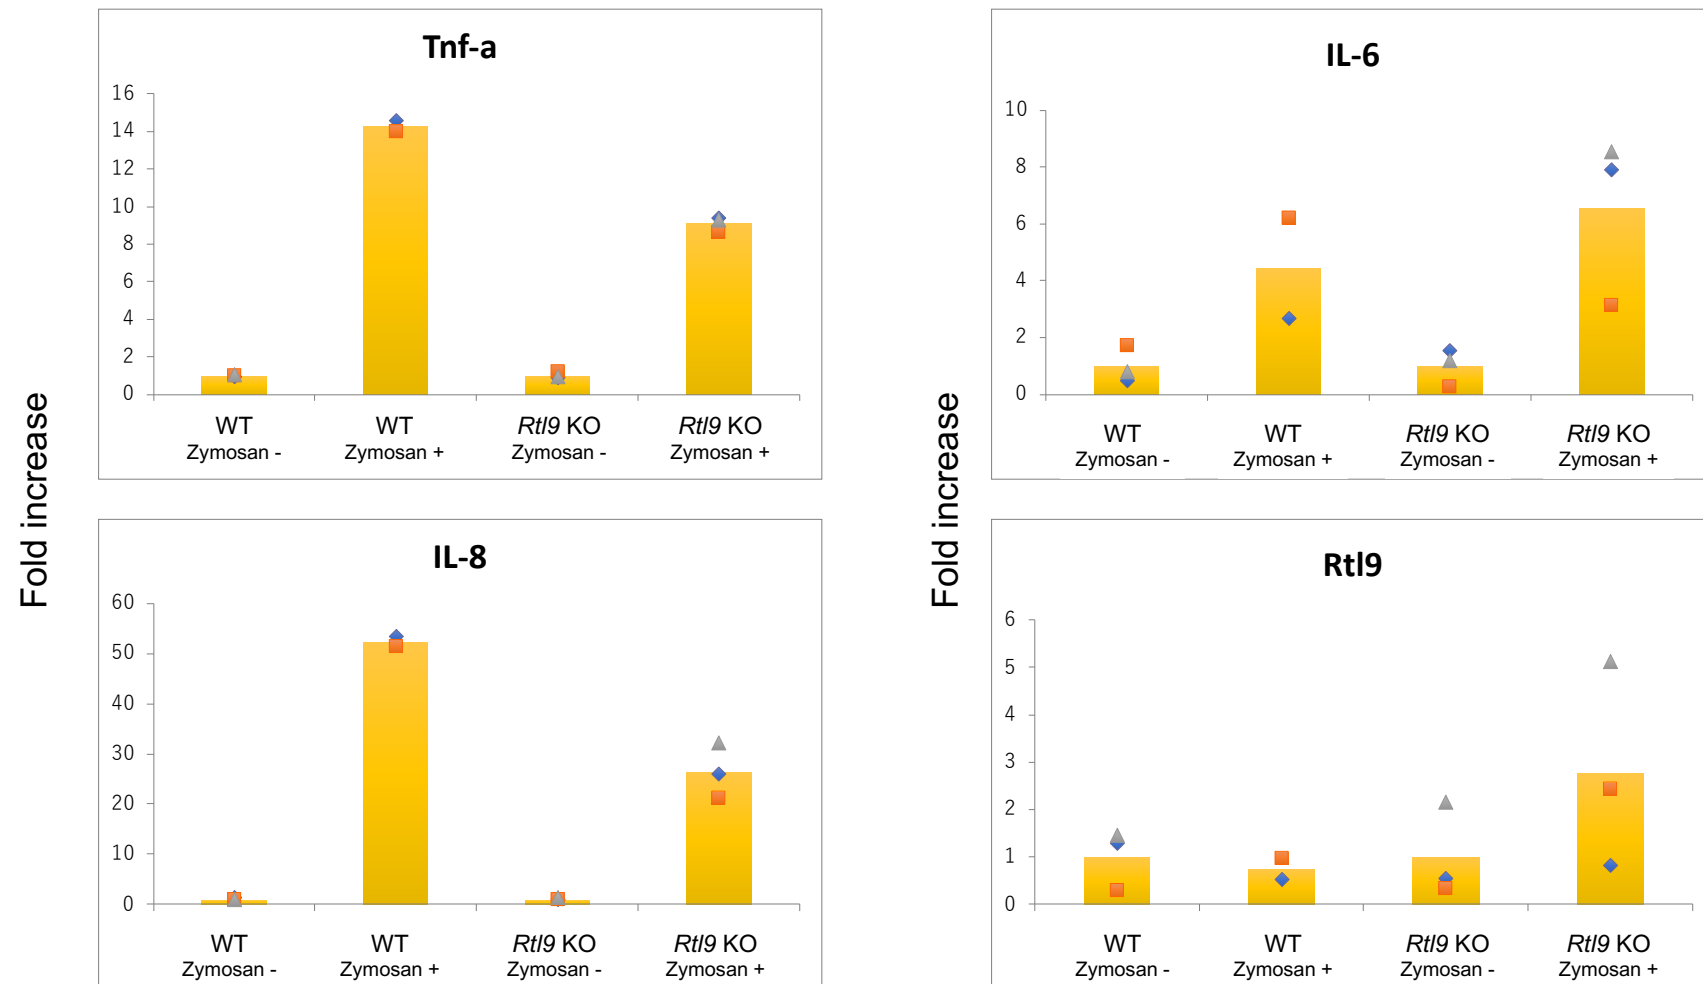 Tnf-a
16
14
12
10
8
6
4
2
0
WT
Zymosan -
WT
Zymosan +
Rtl9 KO
Zymosan -
Rtl9 KO
Zymosan +
IL-6
10
8
6
4
2
0
WT
Zymosan -
WT
Zymosan +
Rtl9 KO
Zymosan -
Rtl9 KO
Zymosan +
Fold increase
Fold increase
IL-8
60
50
40
30
20
10
0
WT
Zymosan -
WT
Zymosan +
Rtl9 KO
Zymosan -
Rtl9 KO
Zymosan +
Rtl9
6
5
4
3
2
1
0
WT
Zymosan -
WT
Zymosan +
Rtl9 KO
Zymosan -
Rtl9 KO
Zymosan +